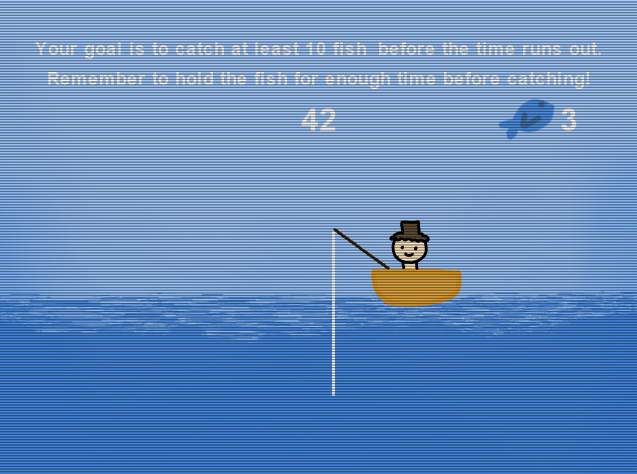 Your goal is to catch at least 10 fish before the time runs out.
Remember to hold the fish for enough time before catching!
42
3